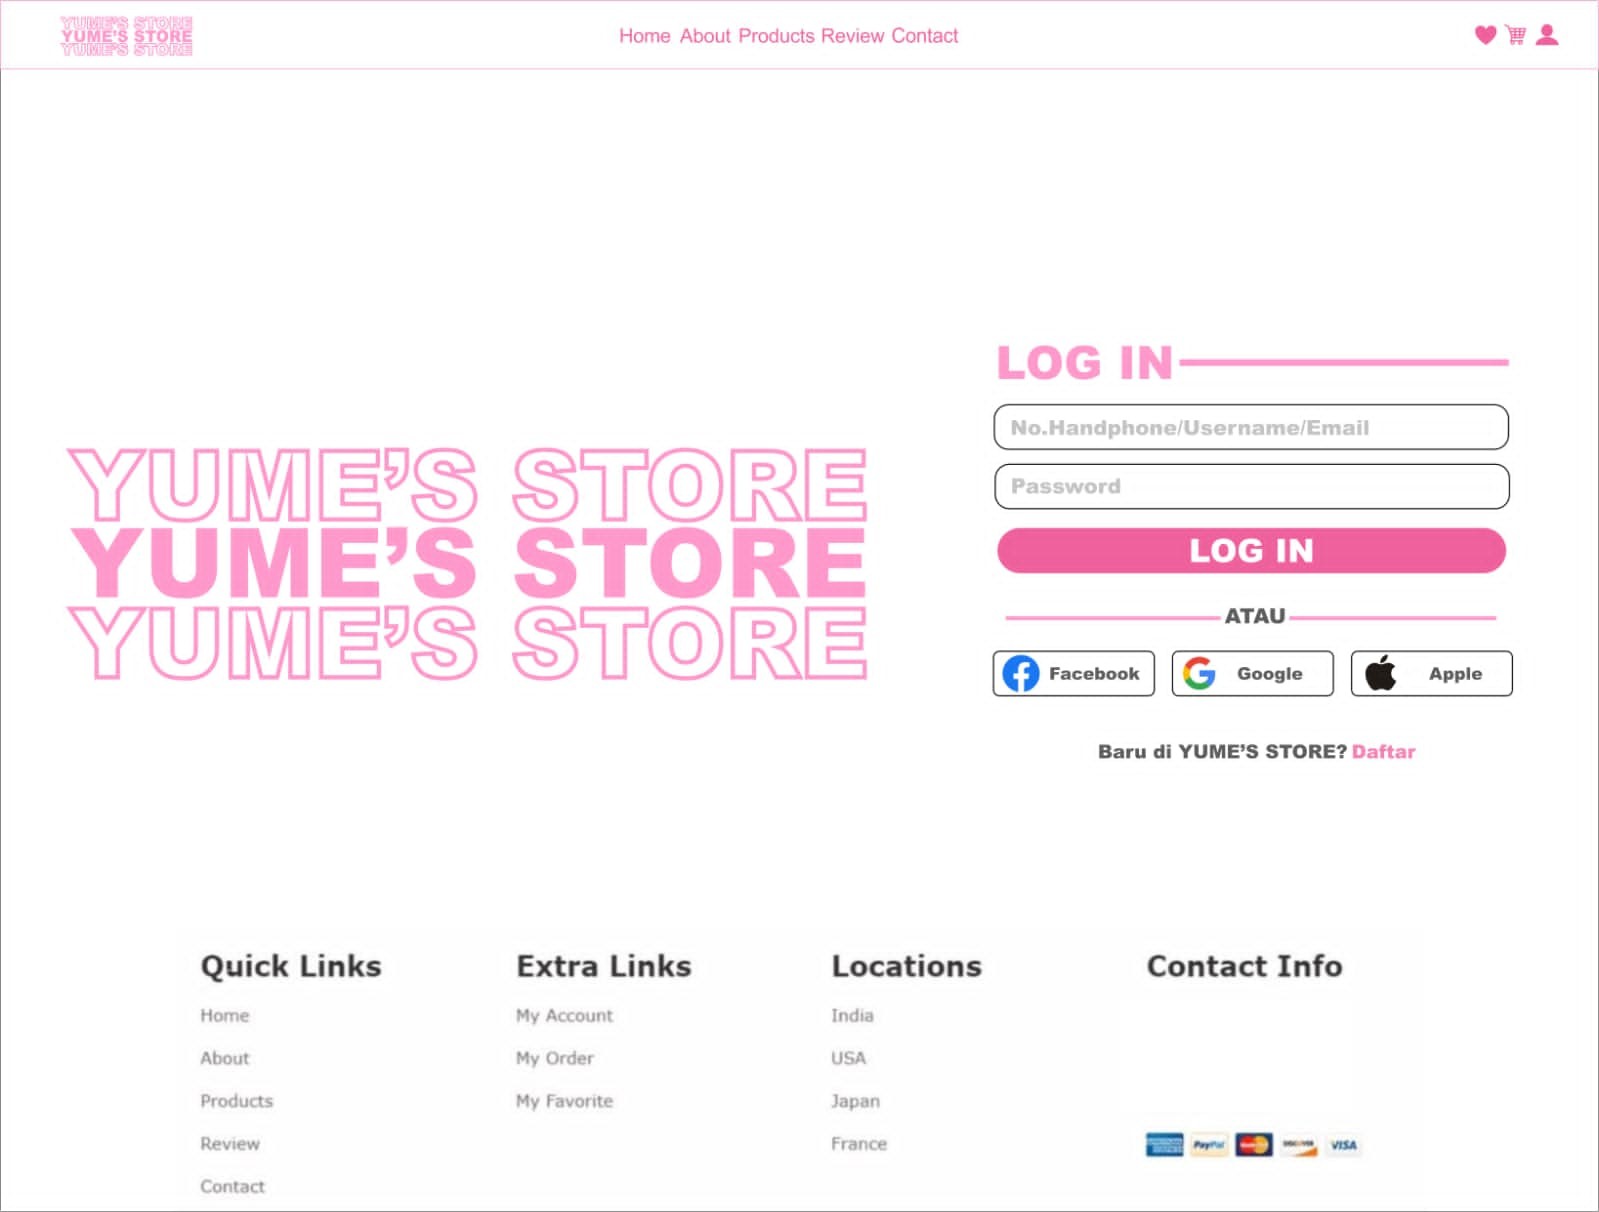 YUME'S STORE
YUME'S STORE
YUME'S STORE
Home About Products Review Contact
LOG IN
No.Handphone/Username/Email
Password
LOG IN
YUME'S STORE
YUME'S STORE
YUME'S STORE
ATAU
Facebook
Google
Apple
Baru di YUME'S STORE? Daftar
Quick Links
Home
About
Products
Review
Contact
Extra Links
My Account
My Order
My Favorite
Locations
India
USA
Japan
France
Contact Info
PayPal
DISCOVER
VISA